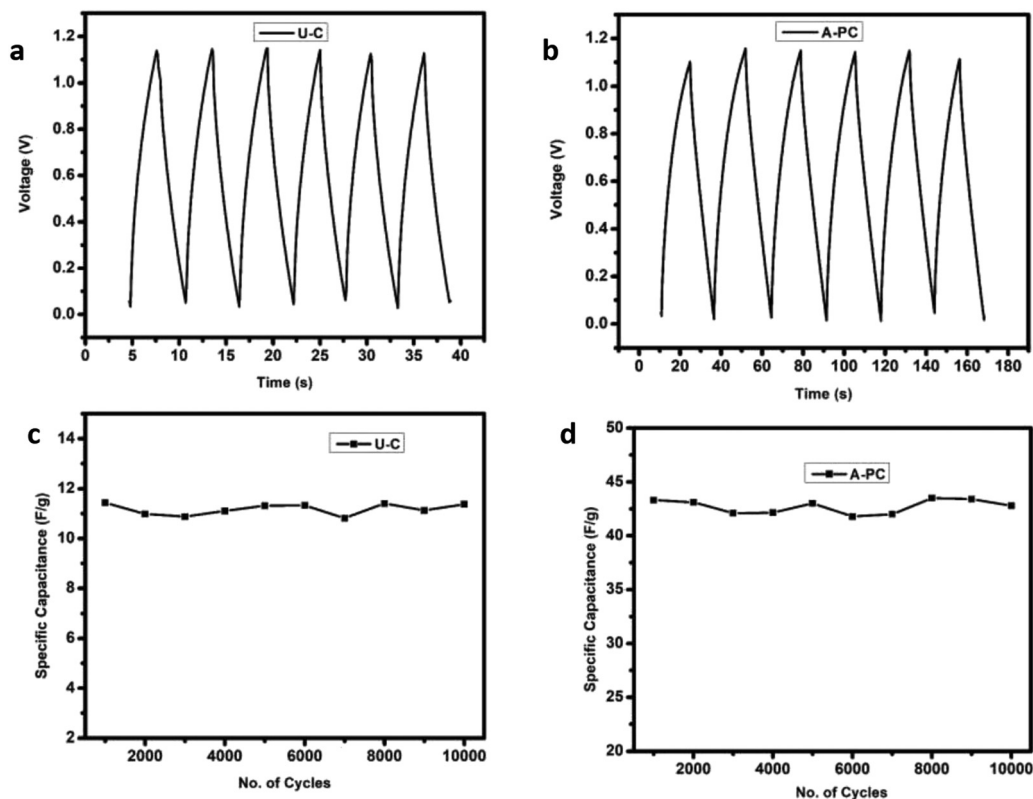 a
U-C
1.2
1.0
0.8
0.6
0.4
0.2
0.0
Voltage (V)
0 5 10 15 20 25 30 35 40
Time (s)
b
A-PC
1.2
1.0
0.8
0.6
0.4
0.2
0.0
Voltage (V)
0 20 40 60 80 100 120 140 160 180
Time (s)
c
U-C
14
12
10
8
6
4
2
Specific Capacitance (F/g)
2000 4000 6000 8000 10000
No. of Cycles
d
A-PC
50
45
40
35
30
25
20
Specific Capacitance (F/g)
2000 4000 6000 8000 10000
No. of Cycles